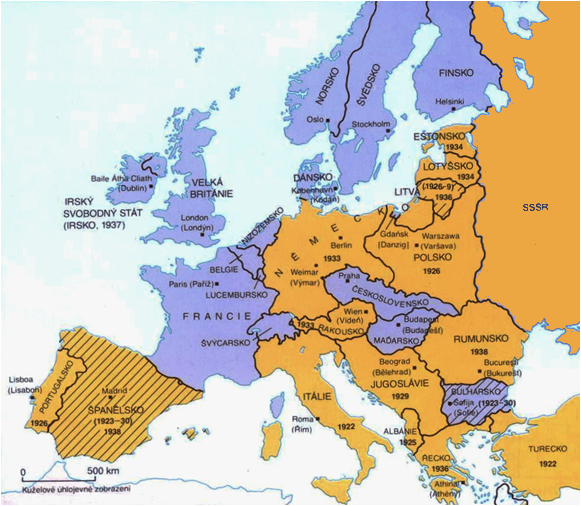 NORSKO
ŠVÉDSKO
FINSKO
Helsinki
Oslo
Stockholm
EŠTONSKO
1934
LOTYŠSKO
1934
LITVA
(1926-9)
1936
DÁNSKO
København
(Kodaň)
Baile Átha Cliath
(Dublin)
VELKÁ
BRITÁNIE
IRSKÝ
SVOBODNÝ STÁT
(IRSKO, 1937)
London
(Londýn)
SSSR
NIZOZEMSKO
NĚMECKO
Berlin
1933
Weimar
(Výmar)
Gdańsk
[Danzig]
Warszawa
(Varšava)
POLSKO
1926
BELGIE
LUCEMBURSKO
Paris (Paříž)
FRANCIE
ŠVÝCARSKO
Praha
ČESKOSLOVENSKO
Wien
(Vídeň)
1933
RAKOUSKO
Budapest
(Budapešť)
MAĎARSKO
RUMUNSKO
1938
Bucureşti
(Bukurešť)
Beograd
(Bělehrad)
JUGOSLÁVIE
1929
BULHARSKO
Sofija
(Sofie)
(1923–30)
Lisboa
(Lisabon)
PORTUGALSKO
1926
Madrid
ŠPANĚLSKO
(1923–30)
1938
ITÁLIE
Roma
(Řím)
1922
ALBÁNIE
1925
ŘECKO
1936
Athina
(Athény)
TURECKO
1922
0 500 km
Kuželové úhlojevné zobrazení